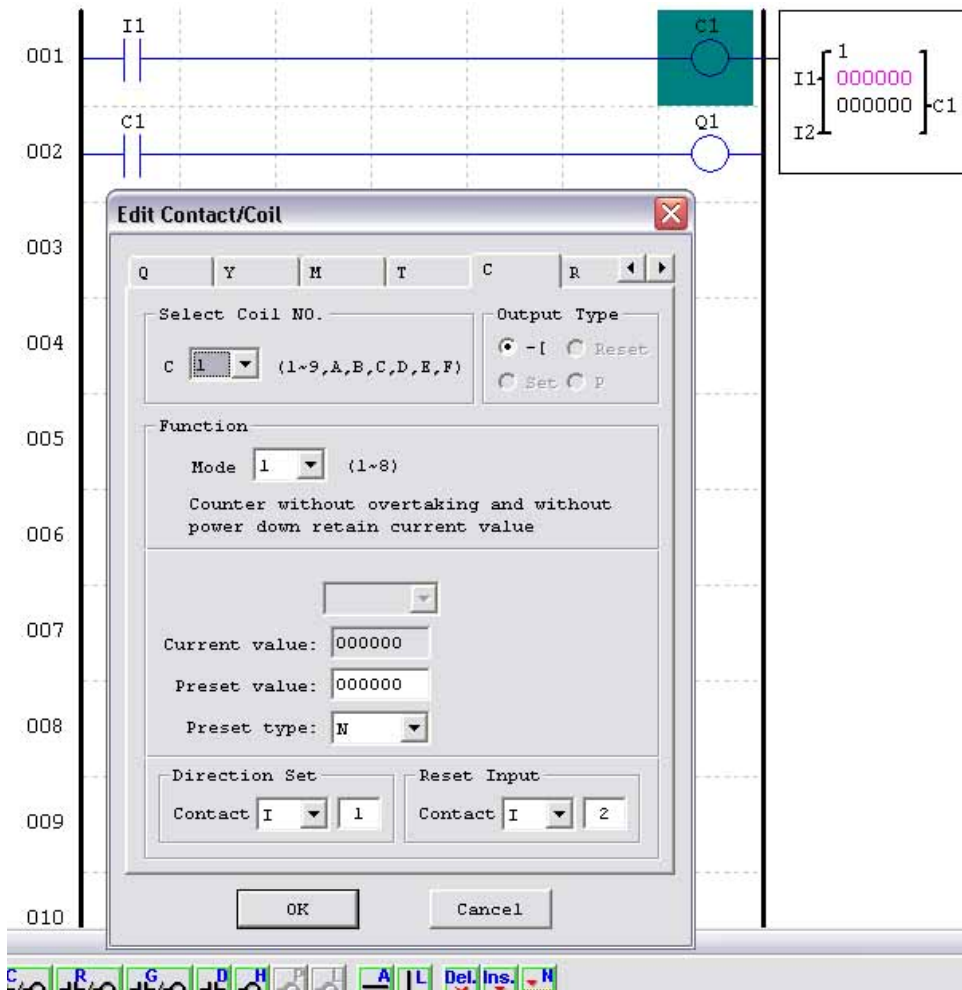 I1
C1
001
1
I1
000000
000000
C1
I2
C1
Q1
002
Edit Contact/Coil
003
Q Y M T C R
Select Coil NO.
C 1 (1~9,A,B,C,D,E,F)
Output Type
-[ Reset
Set P
004
005
Function
Mode 1 (1~8)
Counter without overtaking and without
power down retain current value
006
007
Current value: 000000
Preset value: 000000
Preset type: N
008
Direction Set
Contact I 1
Reset Input
Contact I 2
009
OK Cancel
010
C R G D H P A L Del. Ins. N